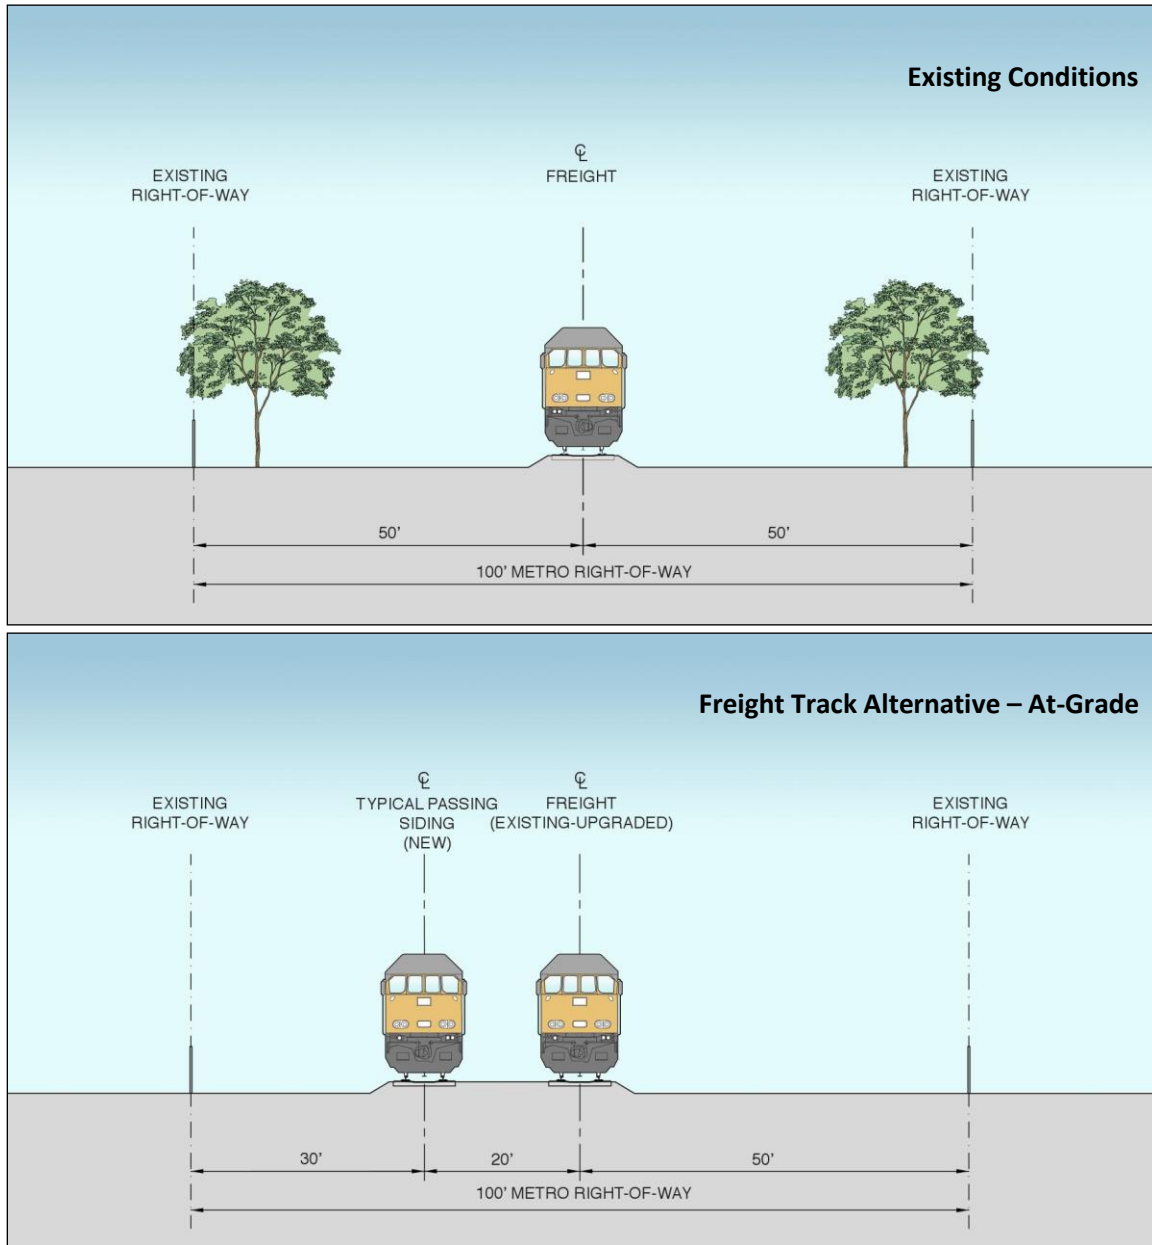 Existing Conditions
℄
EXISTING
RIGHT-OF-WAY
FREIGHT
EXISTING
RIGHT-OF-WAY
50'
50'
100' METRO RIGHT-OF-WAY
Freight Track Alternative – At-Grade
℄
℄
EXISTING
RIGHT-OF-WAY
TYPICAL PASSING
SIDING
(NEW)
FREIGHT
(EXISTING-UPGRADED)
EXISTING
RIGHT-OF-WAY
30'
20'
50'
100' METRO RIGHT-OF-WAY